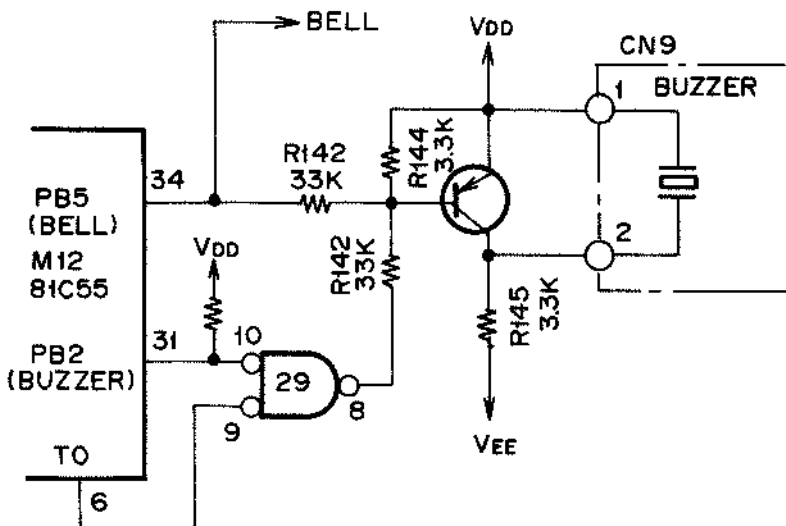 BELL
VDD
CN9
BUZZER
1
34
R142
33K
R144
3.3K
PB5
(BELL)
M12
81C55
VDD
2
R142
33K
R145
3.3K
31
10
PB2
(BUZZER)
29
8
9
VEE
TO
6